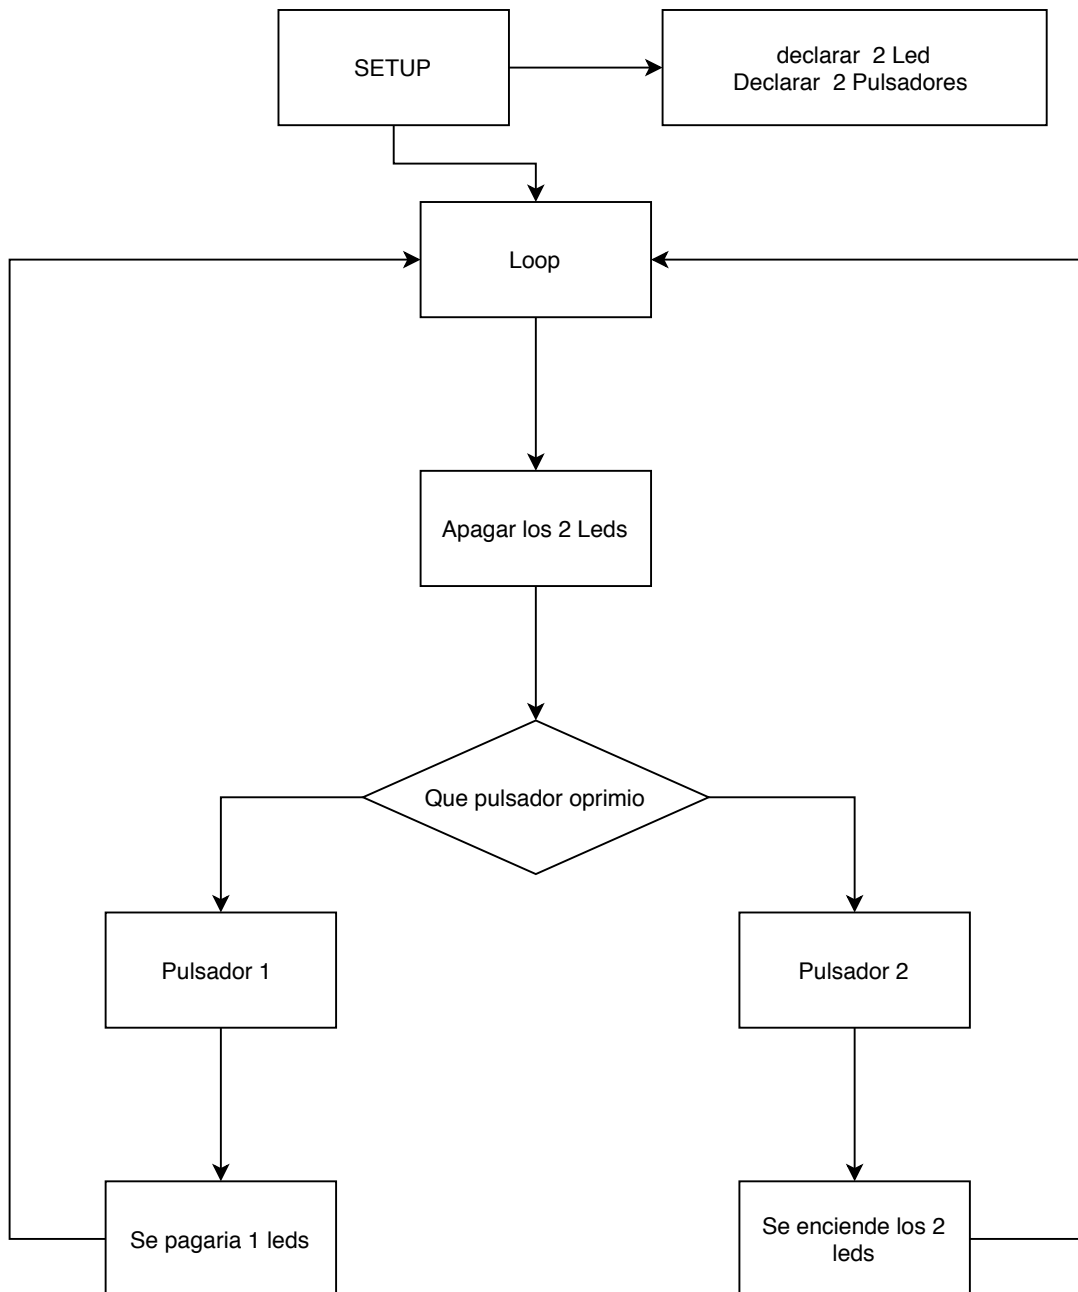 SETUP
declarar 2 Led
Declarar 2 Pulsadores
Loop
Apagar los 2 Leds
Que pulsador oprimio
Pulsador 1
Pulsador 2
Se pagaria 1 leds
Se enciende los 2
leds